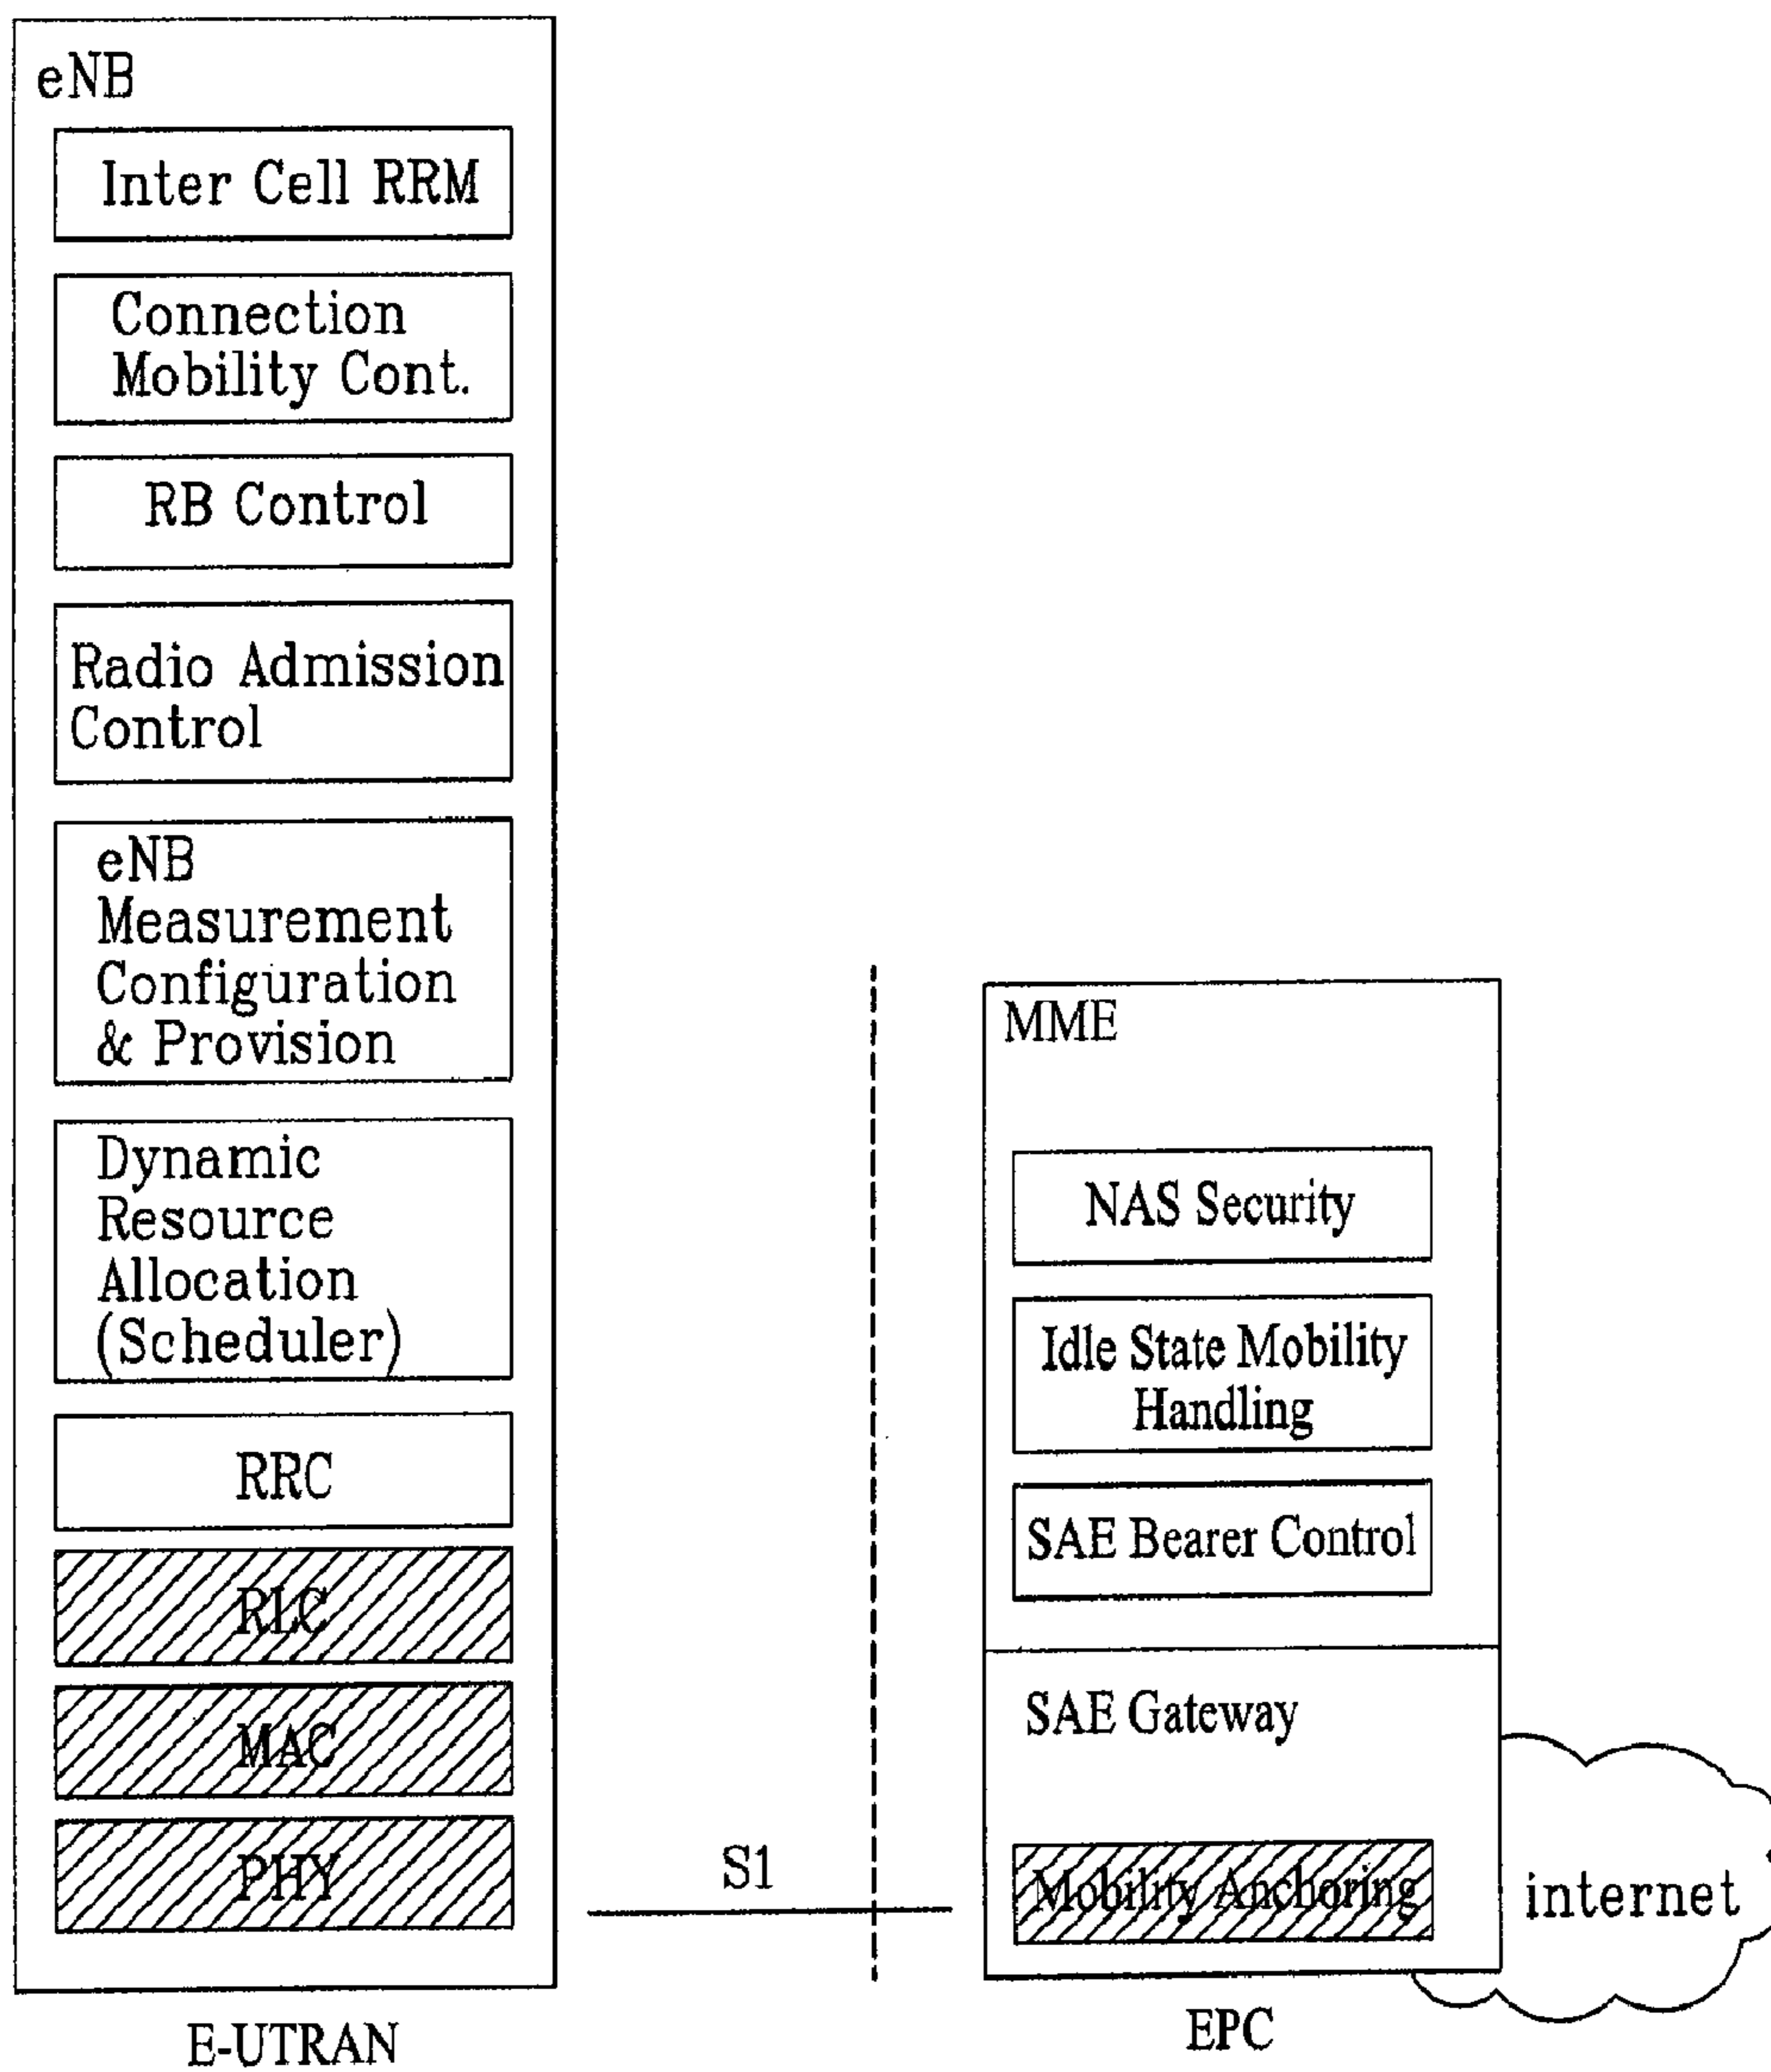 eNB
Inter Cell RRM
Connection
Mobility Cont.
RB Control
Radio Admission
Control
eNB
Measurement
Configuration
& Provision
Dynamic
Resource
Allocation
(Scheduler)
RRC
RLC
MAC
PHY
E-UTRAN
S1
MME
NAS Security
Idle State Mobility
Handling
SAE Bearer Control
SAE Gateway
Mobility Anchoring
EPC
internet